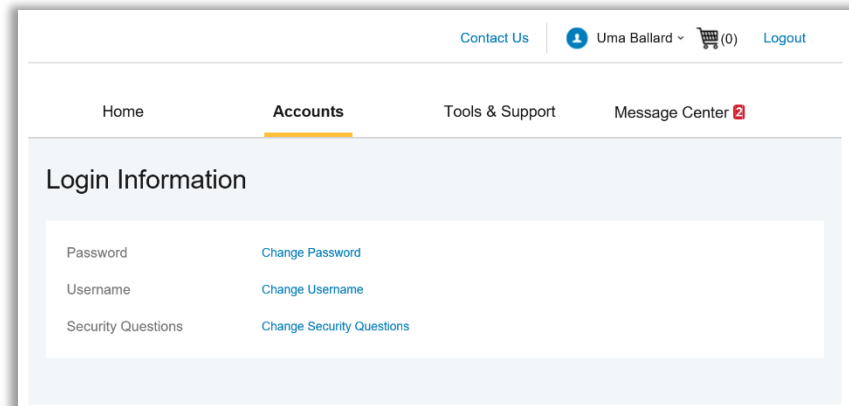 Contact Us Uma Ballard (0) Logout
Home Accounts Tools & Support Message Center 2
Login Information
Password Change Password
Username Change Username
Security Questions Change Security Questions